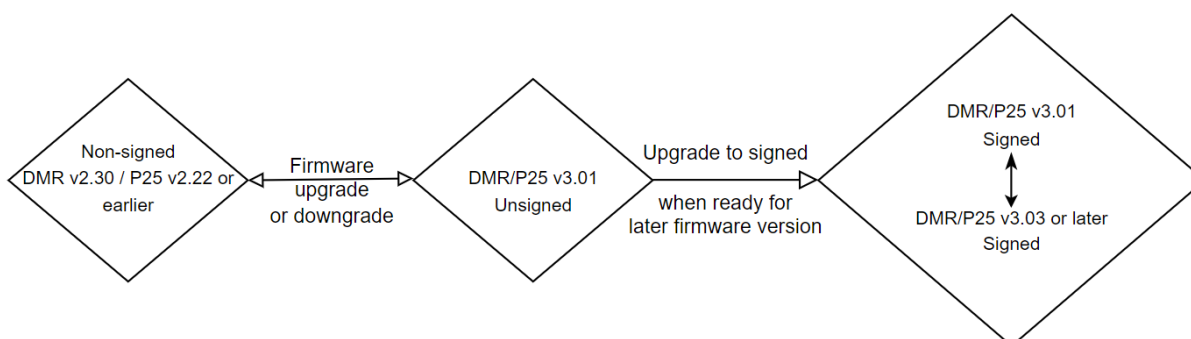 Non-signed
DMR v2.30 / P25 v2.22 or
earlier
Firmware
upgrade
or downgrade
DMR/P25 v3.01
Unsigned
Upgrade to signed
when ready for
later firmware version
DMR/P25 v3.01
Signed
DMR/P25 v3.03 or later
Signed